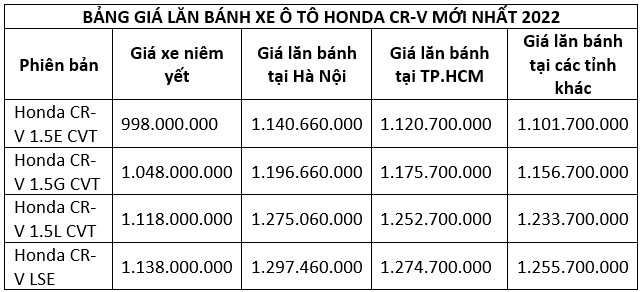 BẢNG GIÁ LĂN BÁNH XE Ô TÔ HONDA CR-V MỚI NHẤT 2022
Phiên bản
Giá xe niêm
yết
Giá lăn bánh
tại Hà Nội
Giá lăn bánh
tại TP.HCM
Giá lăn bánh
tại các tỉnh
khác
Honda CR-
V 1.5E CVT
998.000.000
1.140.660.000
1.120.700.000
1.101.700.000
Honda CR-
V 1.5G CVT
1.048.000.000
1.196.660.000
1.175.700.000
1.156.700.000
Honda CR-
V 1.5L CVT
1.118.000.000
1.275.060.000
1.252.700.000
1.233.700.000
Honda CR-
V LSE
1.138.000.000
1.297.460.000
1.274.700.000
1.255.700.000